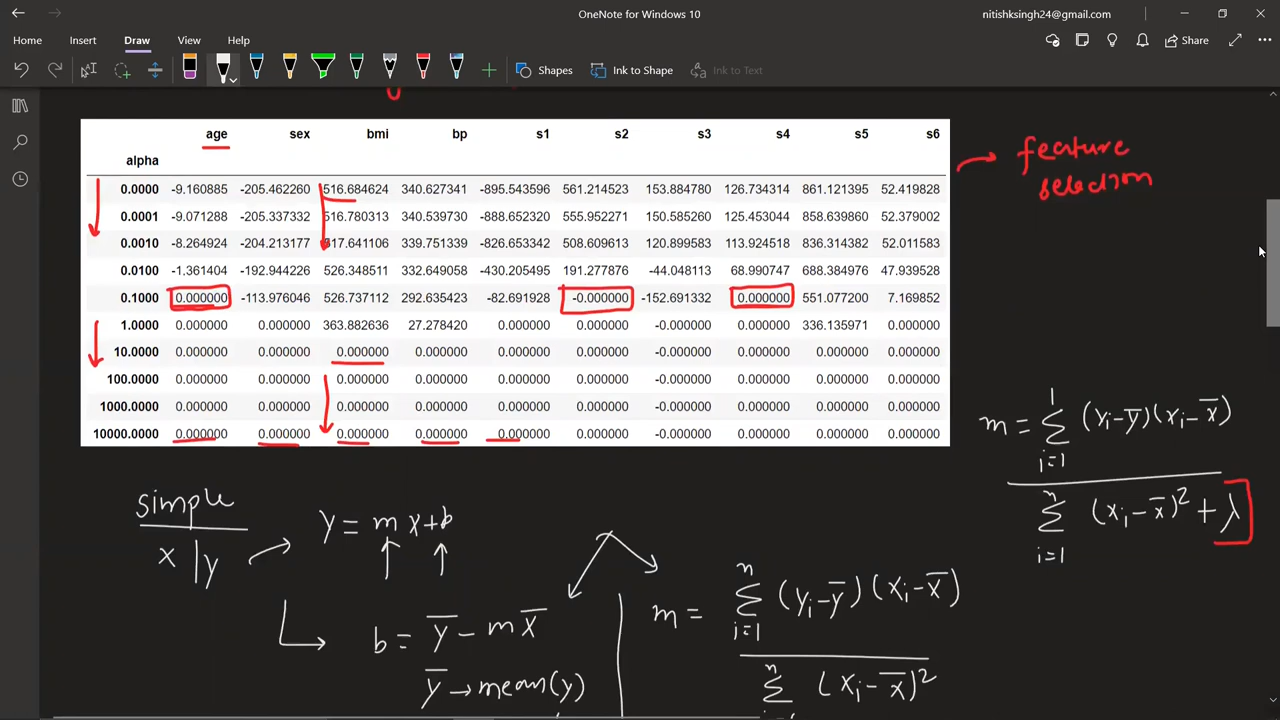 OneNote for Windows 10
nitishksingh24@gmail.com
Home Insert Draw View Help
Share
Shapes Ink to Shape Ink to Text
age sex bmi bp s1 s2 s3 s4 s5 s6
alpha
0.0000 -9.160885 -205.462260 516.684624 340.627341 -895.543596 561.214523 153.884780 126.734314 861.121395 52.419828
0.0001 -9.071288 -205.337332 516.780313 340.539730 -888.652320 555.952271 150.585260 125.453044 858.639860 52.379002
0.0010 -8.264924 -204.213177 517.641106 339.751339 -826.653342 508.609613 120.899583 113.924518 836.314382 52.011583
0.0100 -1.361404 -192.944226 526.348511 332.649058 -430.205495 191.277876 -44.048113 68.990747 688.384976 47.939528
0.1000 0.000000 -113.976046 526.737112 292.635423 -82.691928 -0.000000 -152.691332 0.000000 551.077200 7.169852
1.0000 0.000000 0.000000 363.882636 27.278420 0.000000 0.000000 -0.000000 0.000000 336.135971 0.000000
10.0000 0.000000 0.000000 0.000000 0.000000 0.000000 0.000000 -0.000000 0.000000 0.000000 0.000000
100.0000 0.000000 0.000000 0.000000 0.000000 0.000000 0.000000 -0.000000 0.000000 0.000000 0.000000
1000.0000 0.000000 0.000000 0.000000 0.000000 0.000000 0.000000 -0.000000 0.000000 0.000000 0.000000
10000.0000 0.000000 0.000000 0.000000 0.000000 0.000000 0.000000 -0.000000 0.000000 0.000000 0.000000
feature
selection
1
m = Σ (yi-y̅)(xi-x̅)
i=1
n
Σ (xi-x̅)² + λ
i=1
simple
x | y
y = mx+b
b = y̅ - m x̅
y̅ → mean(y)
n
m = Σ (yi-y̅)(xi-x̅)
i=1
n
Σ (xi-x̅)²